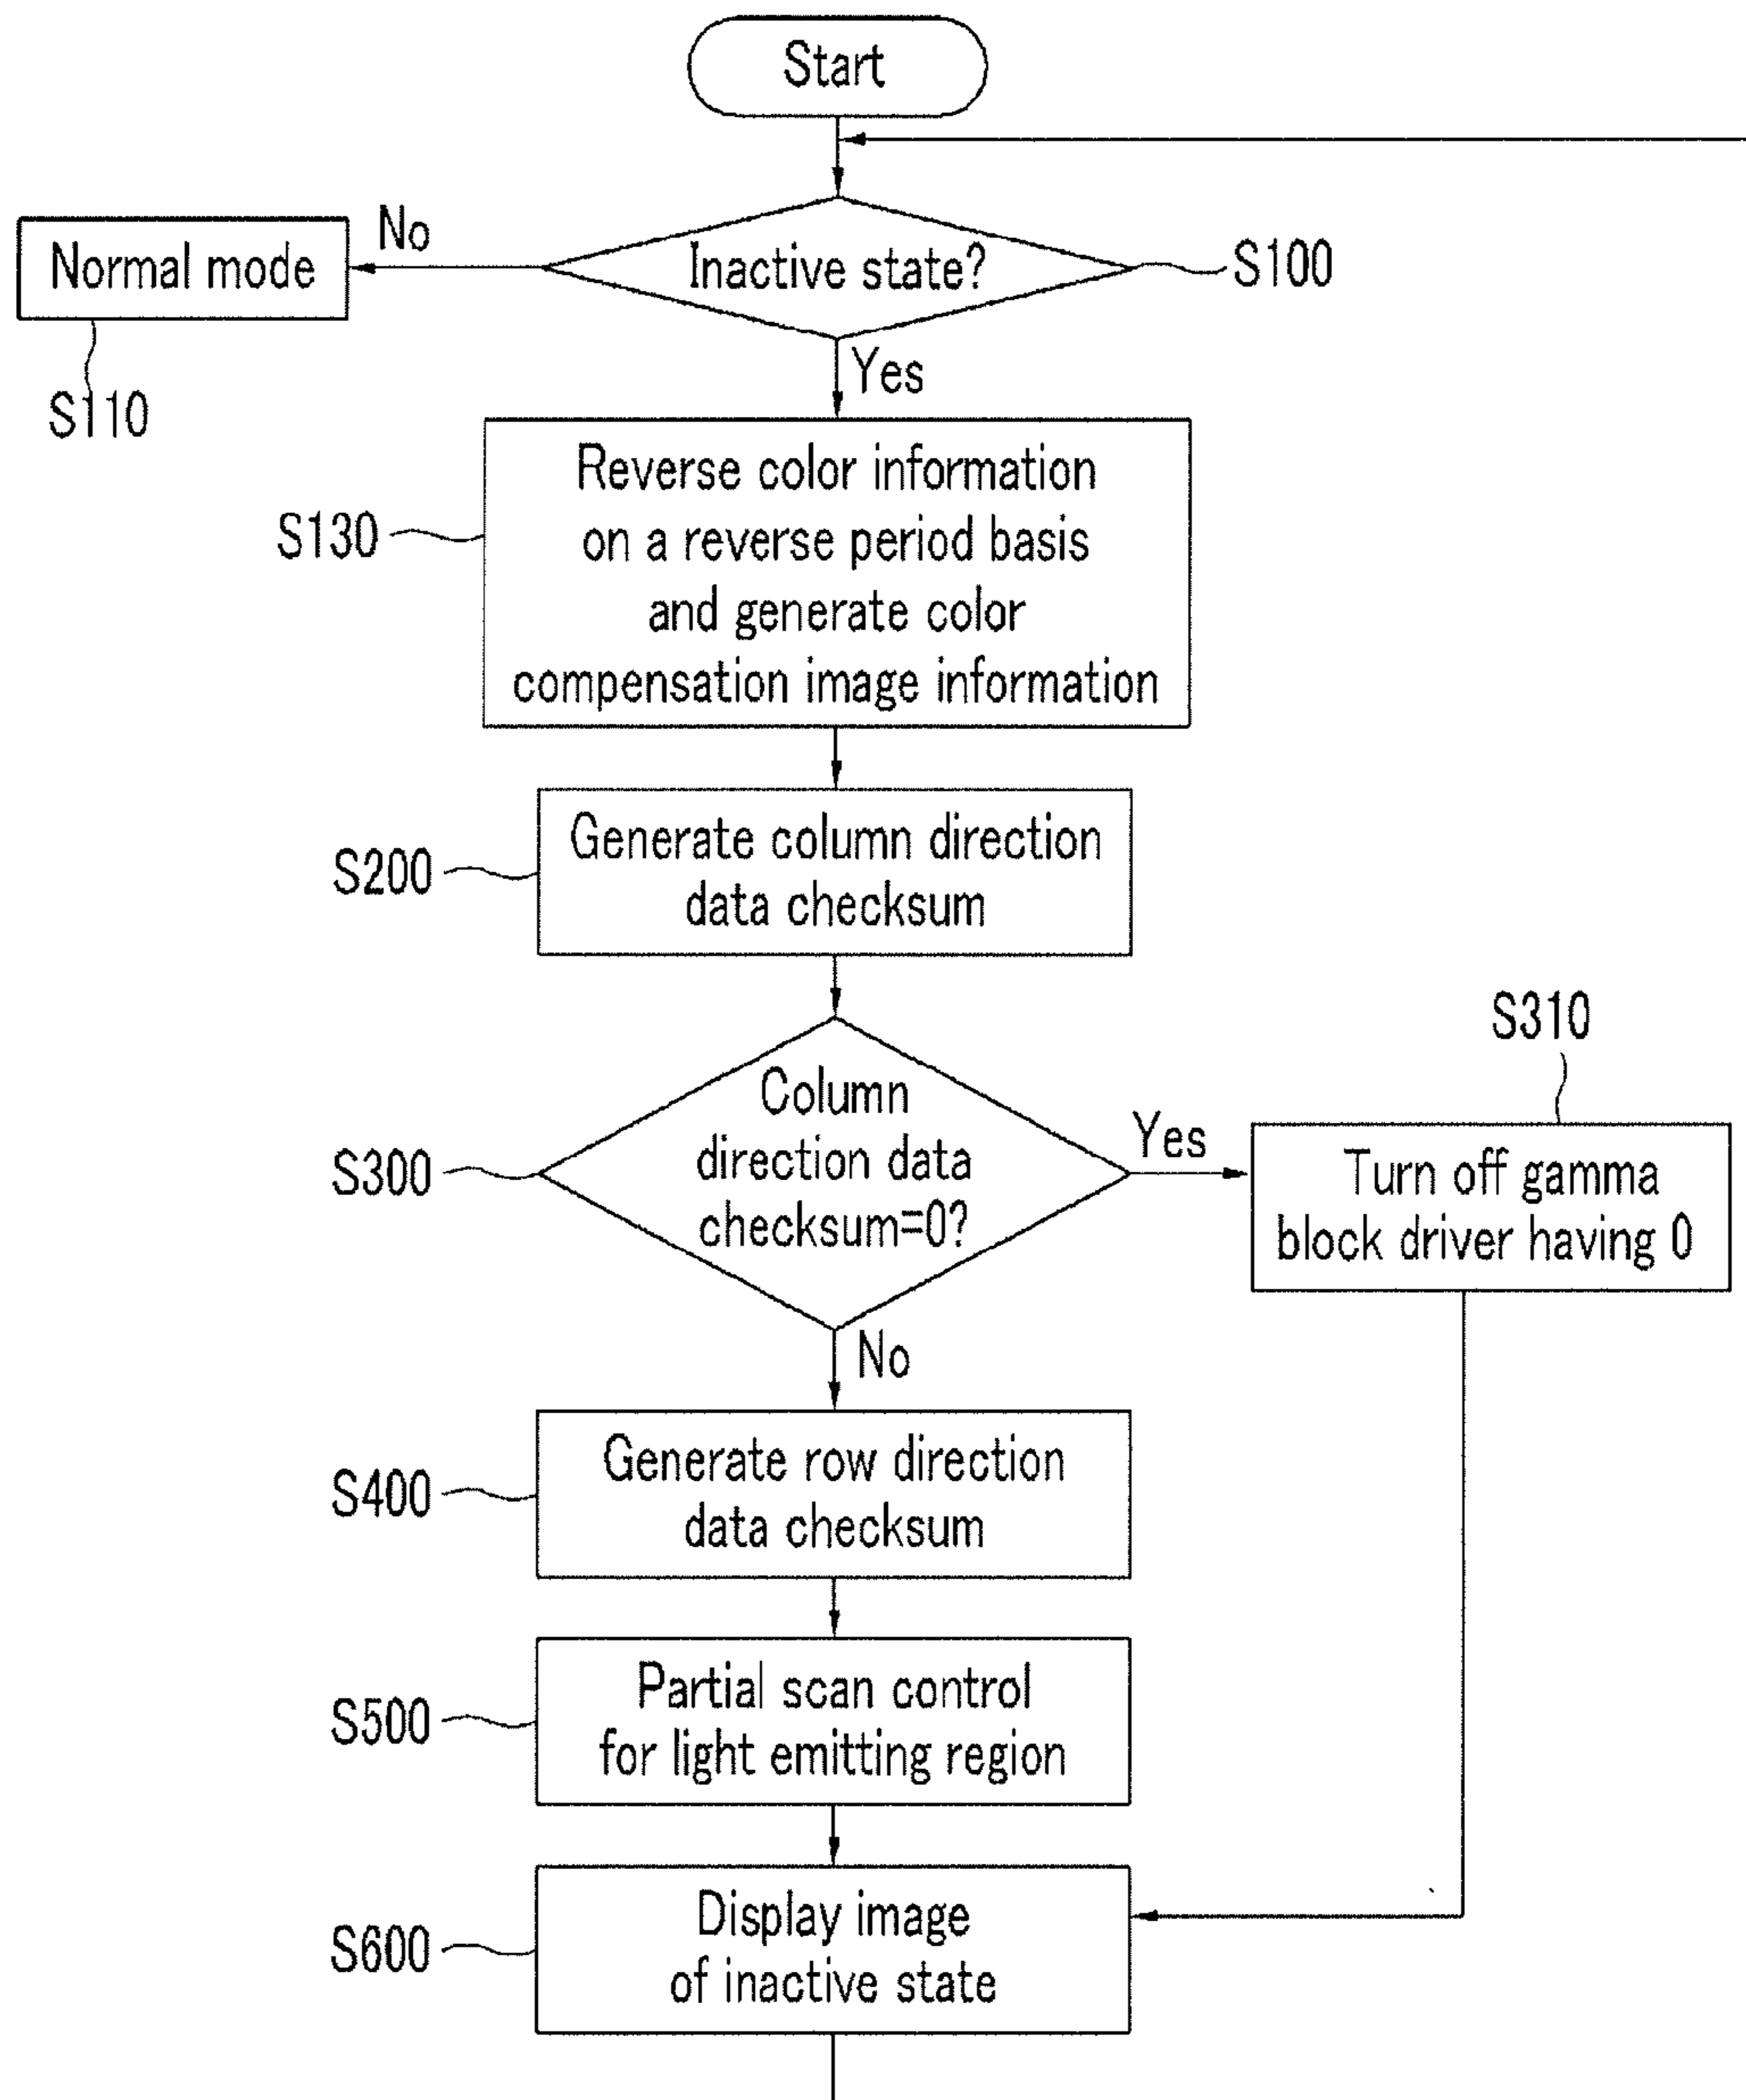 Start
No
Normal mode
Inactive state?
S100
S110
Yes
Reverse color information
on a reverse period basis
and generate color
compensation image information
S130
Generate column direction
data checksum
S200
S310
Column
direction data
checksum=0?
S300
Yes
Turn off gamma
block driver having 0
No
Generate row direction
data checksum
S400
Partial scan control
for light emitting region
S500
Display image
of inactive state
S600